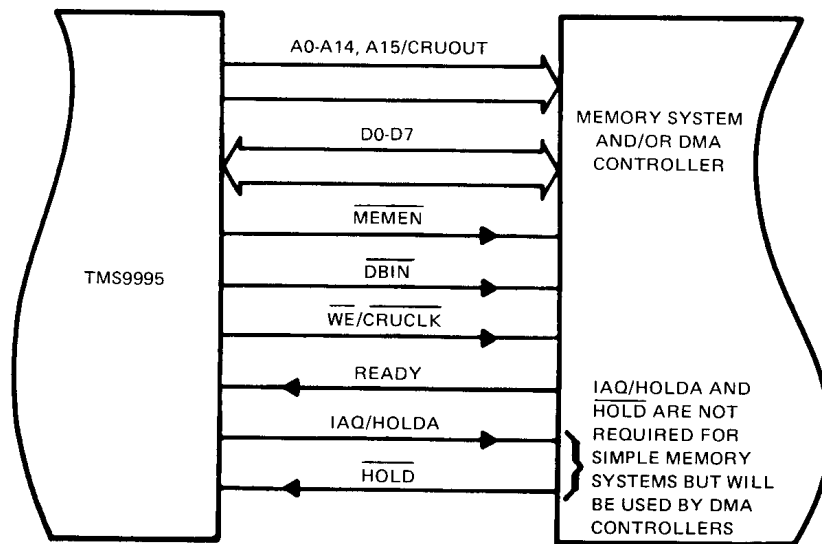 A0-A14, A15/CRUOUT
MEMORY SYSTEM
AND/OR DMA
CONTROLLER
D0-D7
MEMEN
TMS9995
DBIN
WE/CRUCLK
READY
IAQ/HOLDA
HOLD
IAQ/HOLDA AND
HOLD ARE NOT
REQUIRED FOR
SIMPLE MEMORY
SYSTEMS BUT WILL
BE USED BY DMA
CONTROLLERS